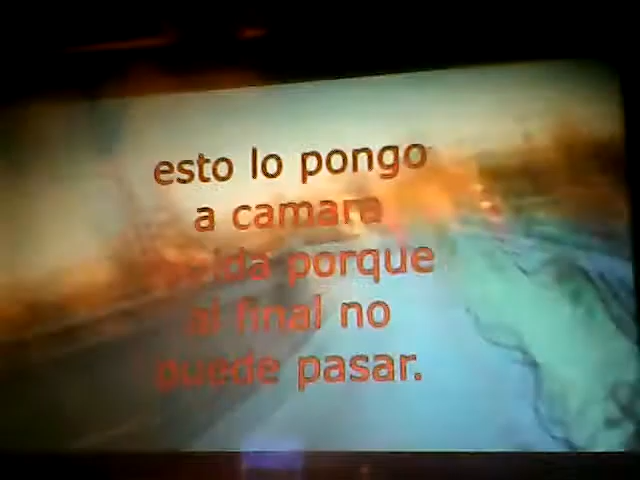 esto lo pongo
a camara
porque
al final no
puede pasar.